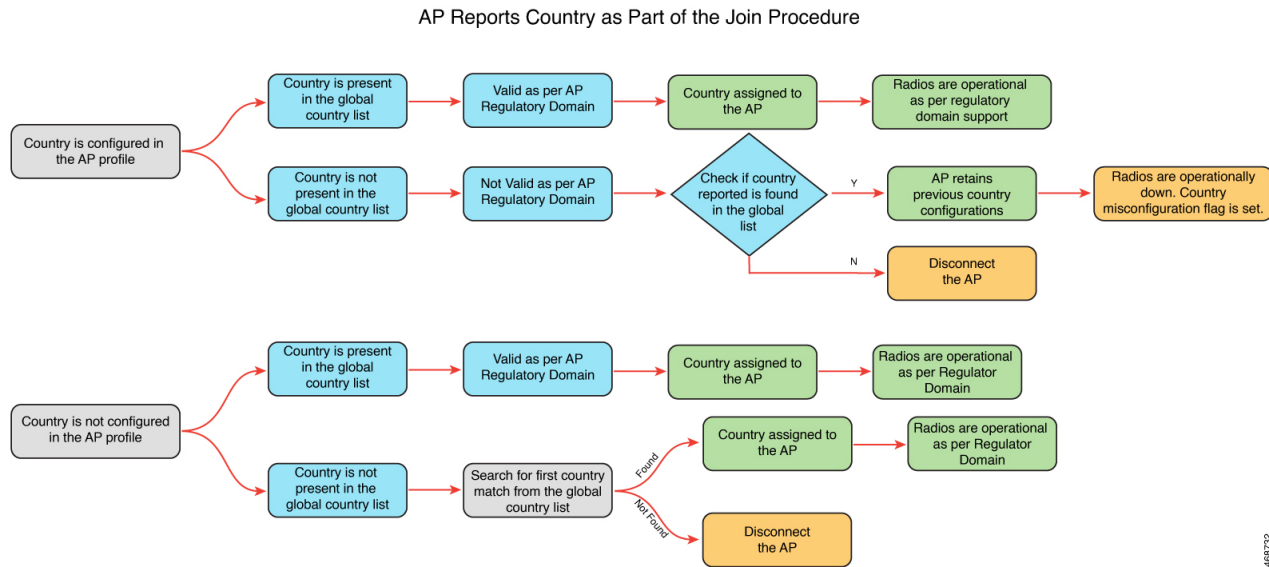 AP Reports Country as Part of the Join Procedure
Country is configured in
the AP profile
Country is present
in the global
country list
Valid as per AP
Regulatory Domain
Country assigned to
the AP
Radios are operational
as per regulatory
domain support
Country is not
present in the
global country list
Not Valid as per AP
Regulatory Domain
Check if country
reported is found
in the global
list
Y
AP retains
previous country
configurations
Radios are operationally
down. Country
misconfiguration flag is set.
N
Disconnect
the AP
Country is not configured
in the AP profile
Country is present
in the global
country list
Valid as per AP
Regulatory Domain
Country assigned to
the AP
Radios are operational
as per Regulator
Domain
Country is not
present in the
global country list
Search for first country
match from the global
country list
Found
Country assigned to
the AP
Radios are operational
as per Regulator
Domain
Not Found
Disconnect
the AP
468732